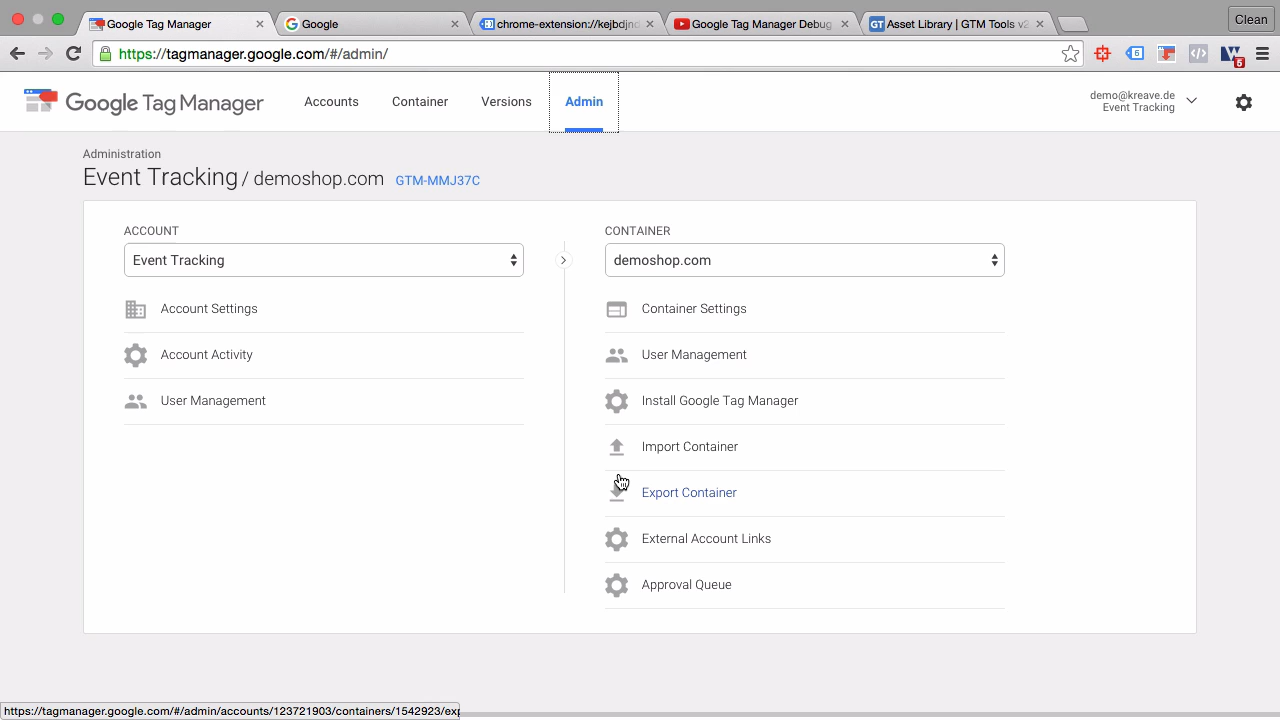 Google Tag Manager
Google
chrome-extension://kejbdjnd
Google Tag Manager Debug
GT Asset Library | GTM Tools v2
Clean
https://tagmanager.google.com/#/admin/
6
6
Google Tag Manager
Accounts
Container
Versions
Admin
demo@kreave.de
Event Tracking
Administration
Event Tracking / demoshop.com GTM-MMJ37C
ACCOUNT
Event Tracking
Account Settings
Account Activity
User Management
CONTAINER
demoshop.com
Container Settings
User Management
Install Google Tag Manager
Import Container
Export Container
External Account Links
Approval Queue
https://tagmanager.google.com/#/admin/accounts/123721903/containers/1542923/exp